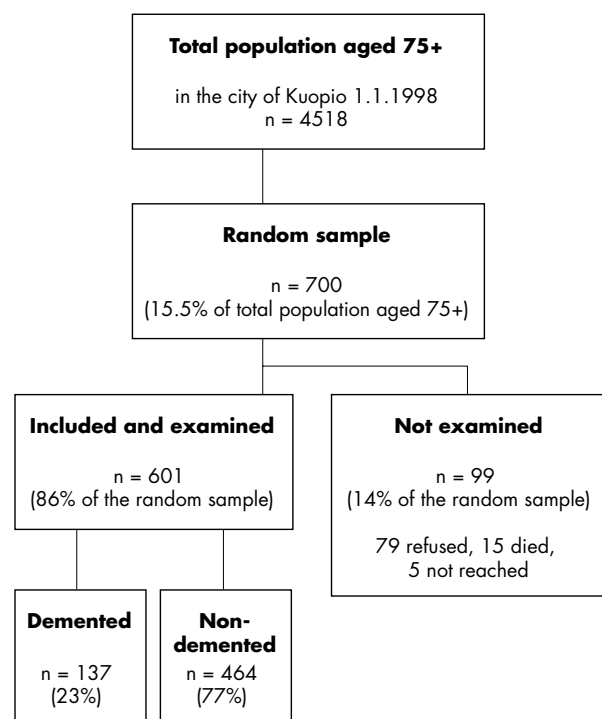 Total population aged 75+
in the city of Kuopio 1.1.1998
n = 4518
Random sample
n = 700
(15.5% of total population aged 75+)
Included and examined
n = 601
(86% of the random sample)
Not examined
n = 99
(14% of the random sample)
79 refused, 15 died,
5 not reached
Demented
n = 137
(23%)
Non-
demented
n = 464
(77%)